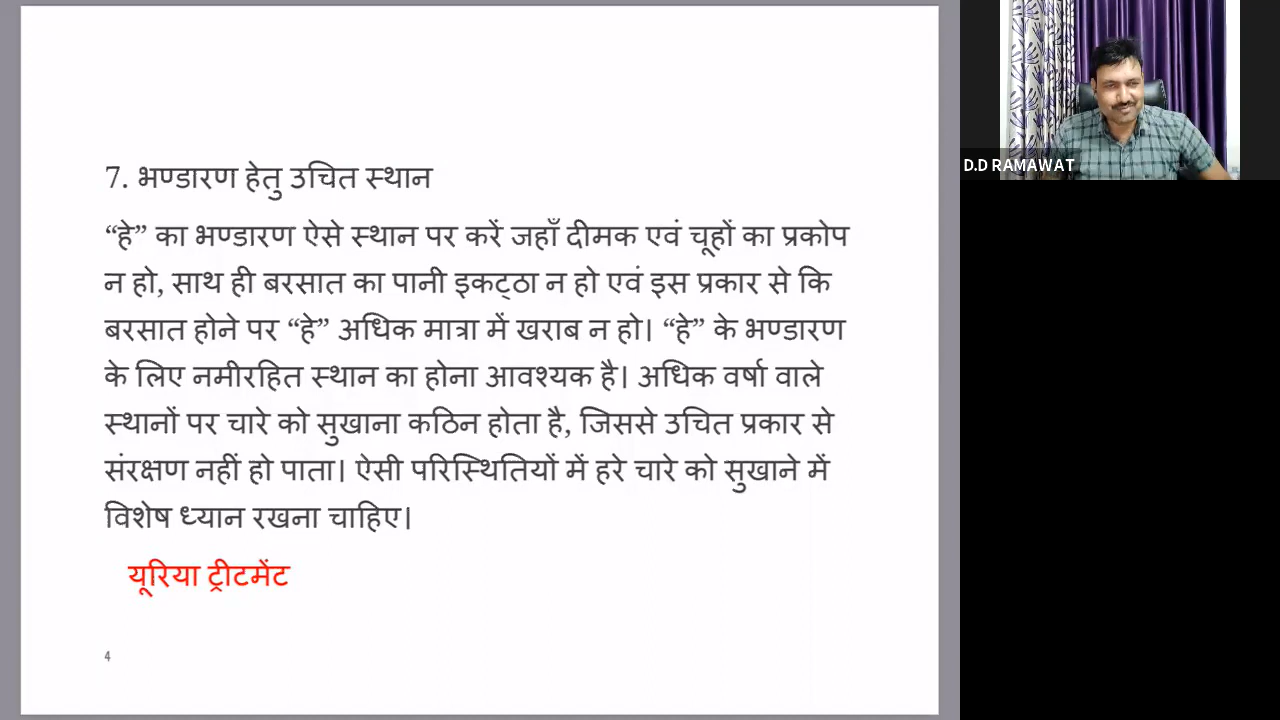 7. भण्डारण हेतु उचित स्थान
“हे” का भण्डारण ऐसे स्थान पर करें जहाँ दीमक एवं चूहों का प्रकोप
न हो, साथ ही बरसात का पानी इकट्ठा न हो एवं इस प्रकार से कि
बरसात होने पर “हे” अधिक मात्रा में खराब न हो। “हे” के भण्डारण
के लिए नमीरहित स्थान का होना आवश्यक है। अधिक वर्षा वाले
स्थानों पर चारे को सुखाना कठिन होता है, जिससे उचित प्रकार से
संरक्षण नहीं हो पाता। ऐसी परिस्थितियों में हरे चारे को सुखाने में
विशेष ध्यान रखना चाहिए।
यूरिया ट्रीटमेंट
4
D.D RAMAWAT